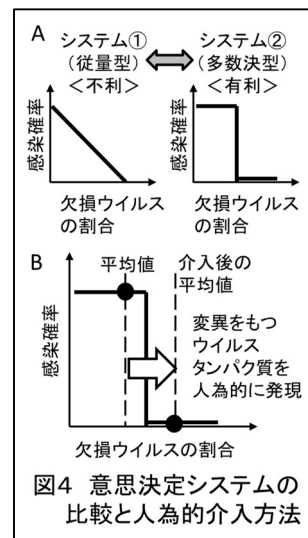 A
システム①
（従量型）
＜不利＞
システム②
（多数決型）
＜有利＞
感染確率
欠損ウイルス
の割合
感染確率
欠損ウイルス
の割合
B
平均値
介入後の
平均値
感染確率
変異をもつ
ウイルス
タンパク質を
人為的に発現
欠損ウイルスの割合
図4 意思決定システムの
比較と人為的介入方法